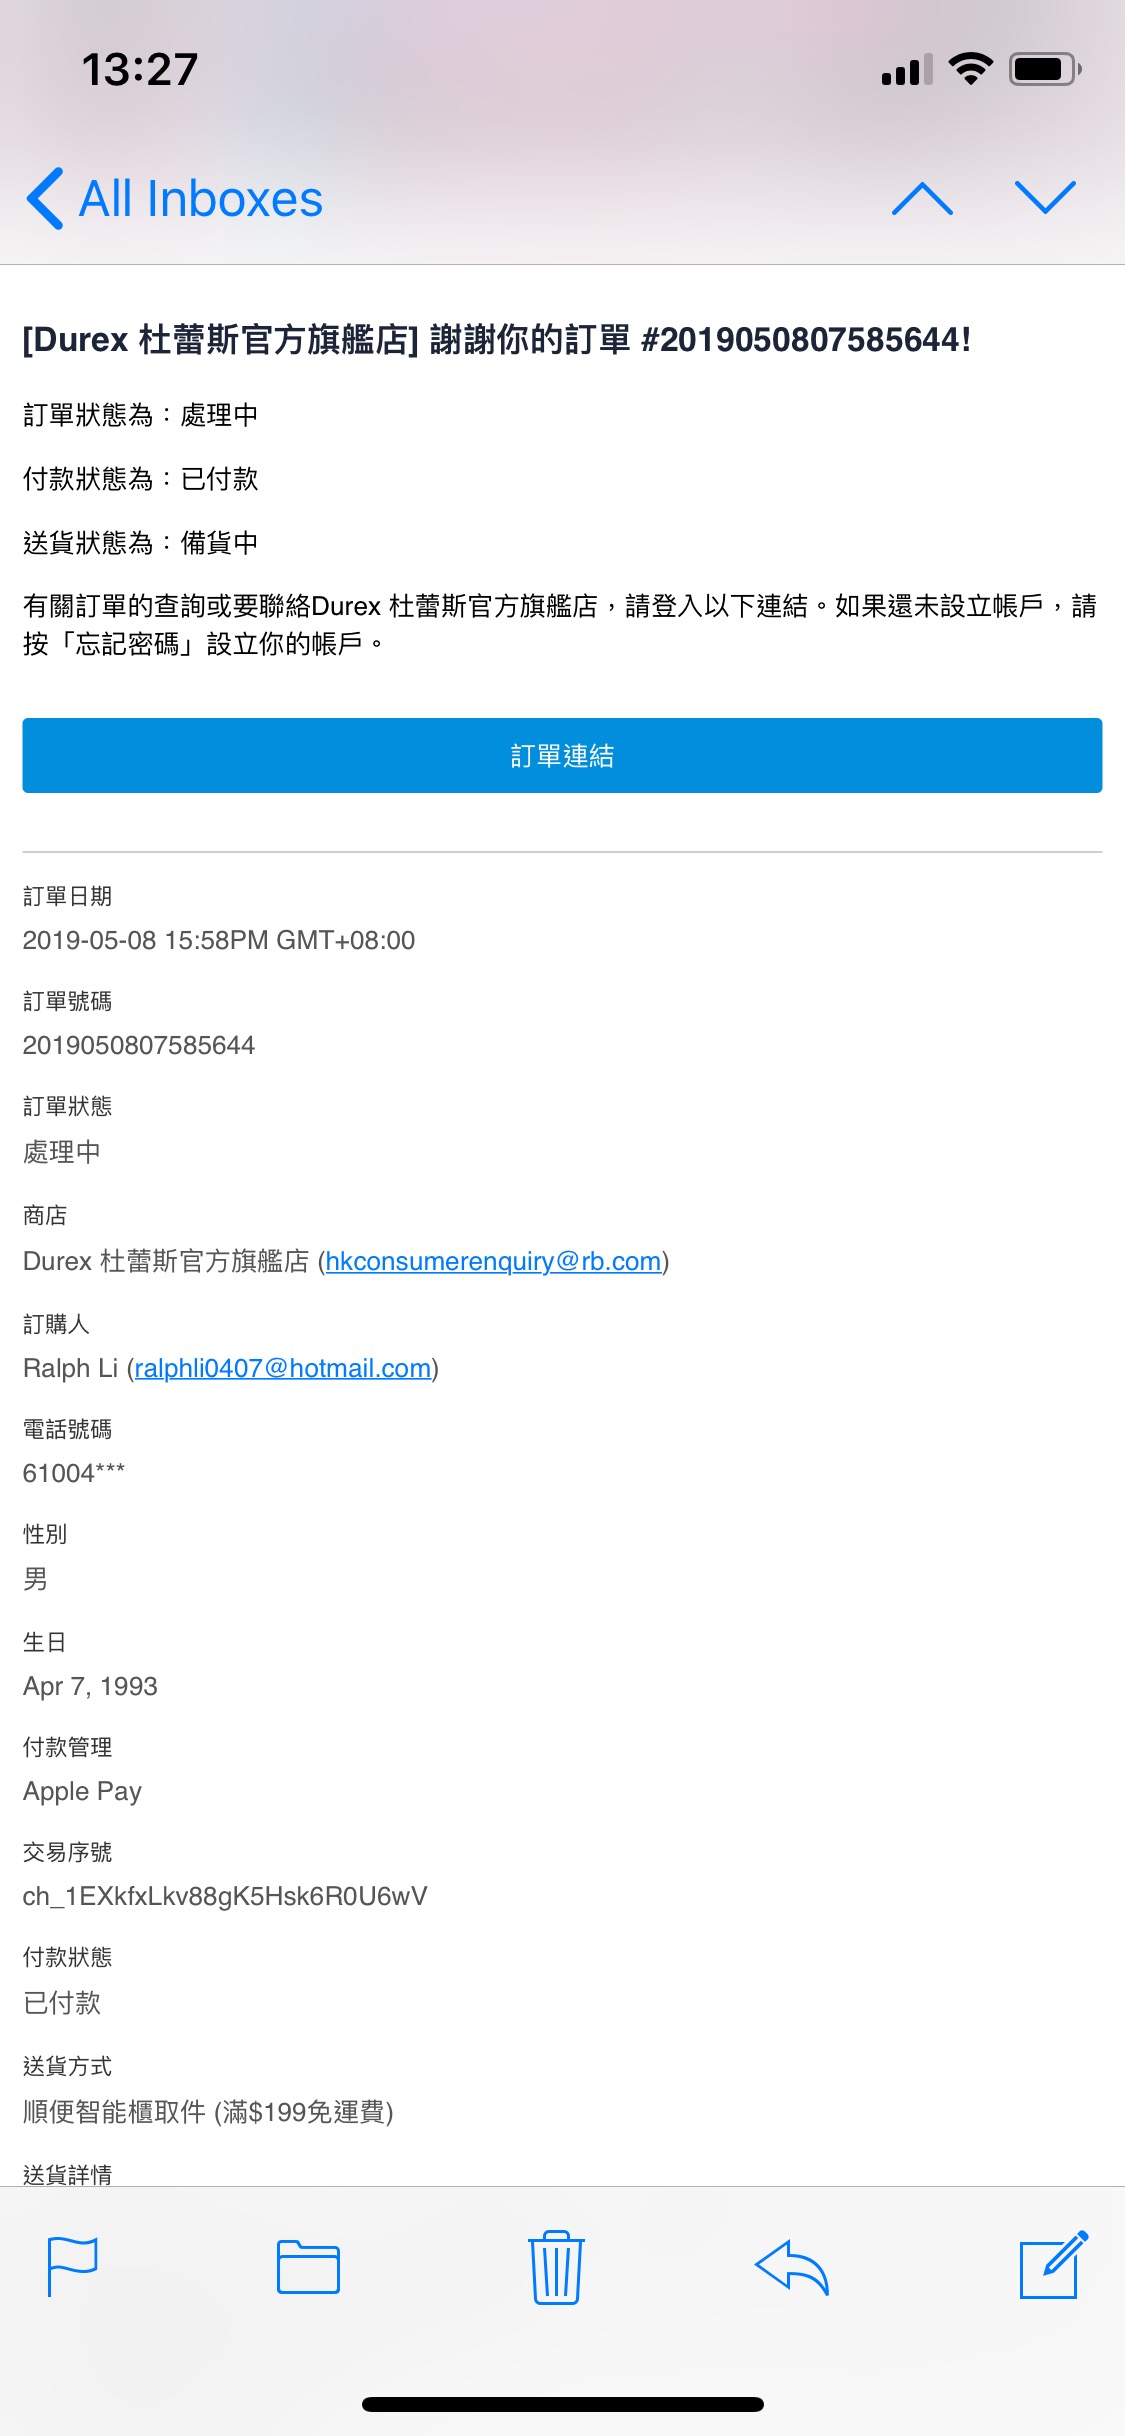 13:27
All Inboxes
[Durex 杜蕾斯官方旗艦店] 謝謝你的訂單 #2019050807585644!
訂單狀態為：處理中
付款狀態為：已付款
送貨狀態為：備貨中
有關訂單的查詢或要聯絡Durex 杜蕾斯官方旗艦店，請登入以下連結。如果還未設立帳戶，請
按「忘記密碼」設立你的帳戶。
訂單連結
訂單日期
2019-05-08 15:58PM GMT+08:00
訂單號碼
2019050807585644
訂單狀態
處理中
商店
Durex 杜蕾斯官方旗艦店 (hkconsumerenquiry@rb.com)
訂購人
Ralph Li (ralphli0407@hotmail.com)
電話號碼
61004***
性別
男
生日
Apr 7, 1993
付款管理
Apple Pay
交易序號
ch_1EXkfxLkv88gK5Hsk6R0U6wV
付款狀態
已付款
送貨方式
順便智能櫃取件 (滿$199免運費)
送貨詳情